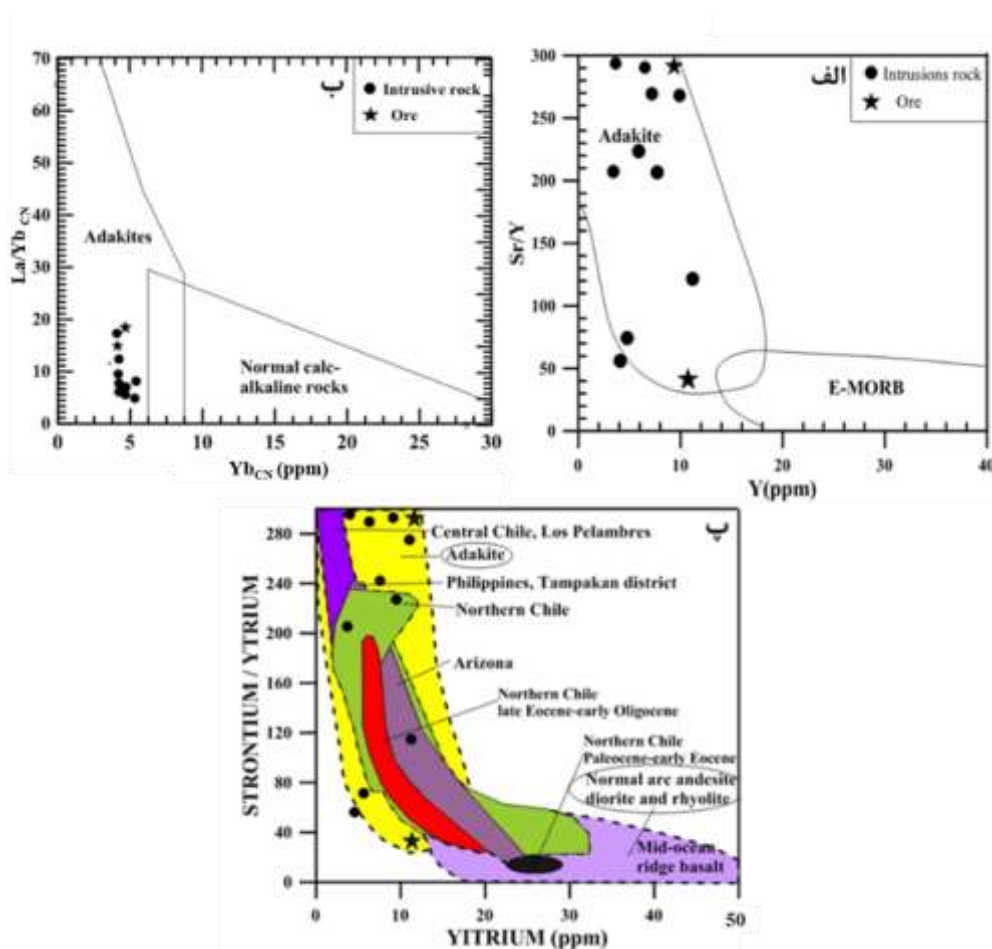 70
60
50
40
30
20
10
0
La/Yb CN
ب
Intrusive rock
Ore
Adakites
Normal calc-
alkaline rocks
0
5
10
15
20
25
30
YbCN (ppm)
300
250
200
150
100
50
0
Sr/Y
الف
Intrusions rock
Ore
Adakite
E-MORB
0
10
20
40
Y(ppm)
280
240
200
160
120
80
40
0
STRONTIUM / YTRIUM
پ
Central Chile, Los Pelambres
Adakite
Philippines, Tampakan district
Northern Chile
Arizona
Northern Chile
late Eocene-early Oligocene
Northern Chile
Paleocene-early Eocene
Normal arc andesite
diorite and rhyolite
Mid-ocean
ridge basalt
0
10
20
30
40
50
YITRIUM (ppm)